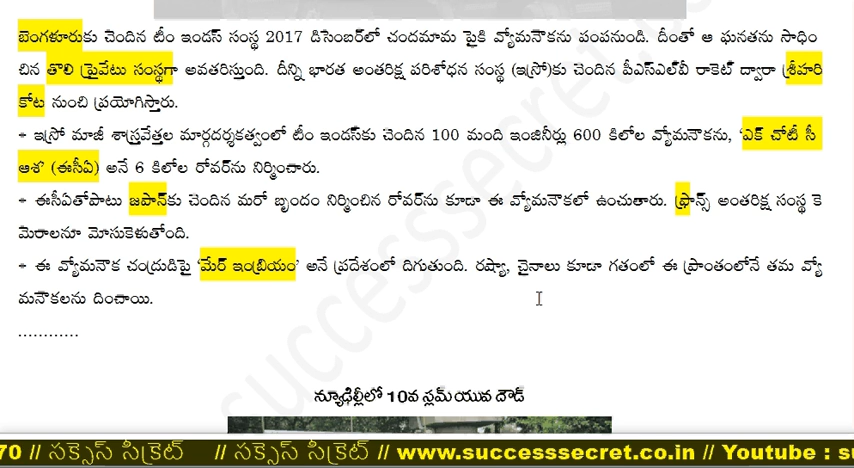 బెంగళూరుకు చెందిన టీం ఇండస్ సంస్థ 2017 డిసెంబర్‌లో చందమామ పైకి వ్యోమనౌకను పంపనుండి. దీంతో ఆ ఘనతను సాధిం
చిన తొలి ప్రైవేటు సంస్థగా అవతరిస్తుంది. దీన్ని భారత అంతరిక్ష పరిశోధన సంస్థ (ఇస్రో)కు చెందిన పీఎస్ఎల్‌వీ రాకెట్ ద్వారా శ్రీహరి
కోట నుంచి ప్రయోగిస్తారు.
+ ఇస్రో మాజీ శాస్త్రవేత్తల మార్గదర్శకత్వంలో టీం ఇండస్‌కు చెందిన 100 మంది ఇంజినీర్లు 600 కిలోల వ్యోమనౌకను, 'ఎక్ చోటీ సీ
ఆశ' (ఈసీఏ) అనే 6 కిలోల రోవర్‌ను నిర్మించారు.
+ ఈసీఏతోపాటు జపాన్‌కు చెందిన మరో బృందం నిర్మించిన రోవర్‌ను కూడా ఈ వ్యోమనౌకలో ఉంచుతారు. ఫ్రాన్స్ అంతరిక్ష సంస్థ కె
మెరాలనూ మోసుకెళుతోంది.
+ ఈ వ్యోమనౌక చంద్రుడిపై 'మేర్ ఇంబ్రియం' అనే ప్రదేశంలో దిగుతుంది. రష్యా, చైనాలు కూడా గతంలో ఈ ప్రాంతంలోనే తమ వ్యో
మనౌకలను దించాయి.
............
న్యూఢిల్లీలో 10వ స్లమ్ యువ దౌడ్
70 // సక్సెస్ సీక్రెట్ // సక్సెస్ సీక్రెట్ // www.successsecret.co.in // Youtube : su